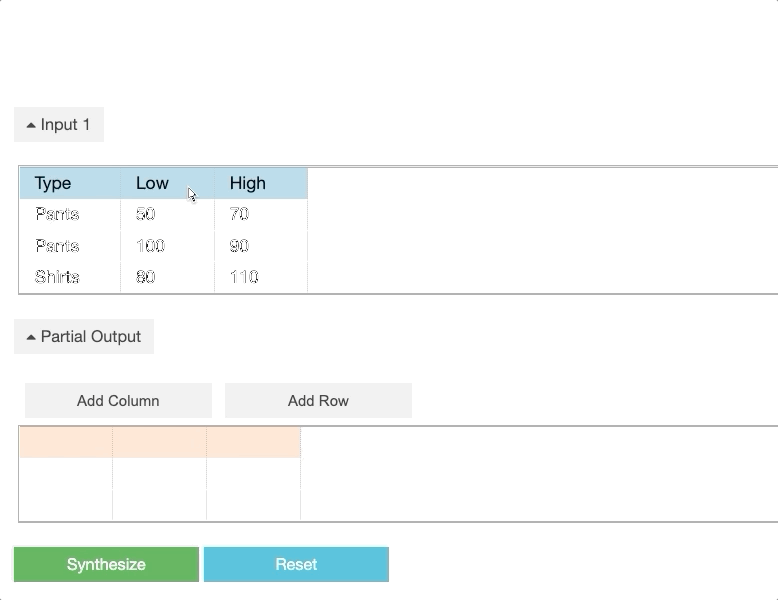 Input 1
Type Low High
Pants 50 70
Pants 100 90
Shirts 80 110
Partial Output
Add Column Add Row
Synthesize Reset